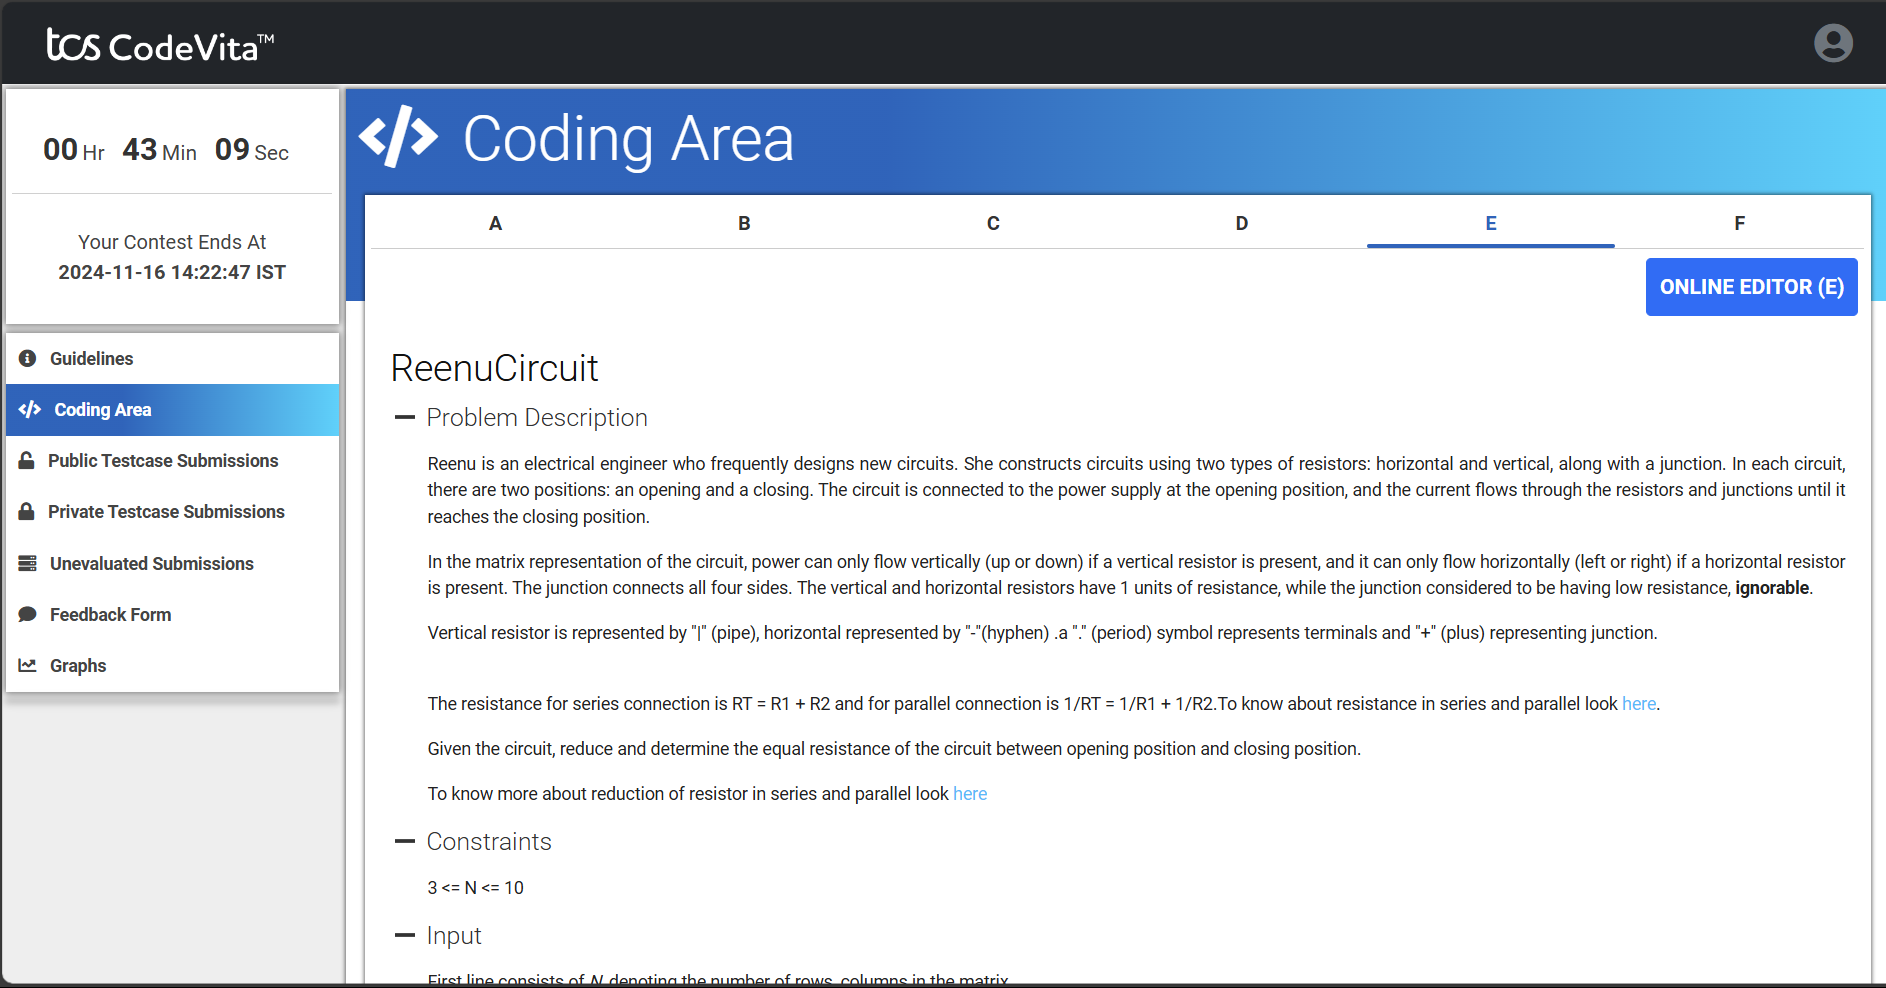 tcs CodeVita™
00 Hr 43 Min 09 Sec
Your Contest Ends At
2024-11-16 14:22:47 IST
Guidelines
Coding Area
Public Testcase Submissions
Private Testcase Submissions
Unevaluated Submissions
Feedback Form
Graphs
</> Coding Area
A B C D E F
ONLINE EDITOR (E)
ReenuCircuit
Problem Description
Reenu is an electrical engineer who frequently designs new circuits. She constructs circuits using two types of resistors: horizontal and vertical, along with a junction. In each circuit,
there are two positions: an opening and a closing. The circuit is connected to the power supply at the opening position, and the current flows through the resistors and junctions until it
reaches the closing position.
In the matrix representation of the circuit, power can only flow vertically (up or down) if a vertical resistor is present, and it can only flow horizontally (left or right) if a horizontal resistor
is present. The junction connects all four sides. The vertical and horizontal resistors have 1 units of resistance, while the junction considered to be having low resistance, ignorable.
Vertical resistor is represented by "|" (pipe), horizontal represented by "-"(hyphen) .a "." (period) symbol represents terminals and "+" (plus) representing junction.
The resistance for series connection is RT = R1 + R2 and for parallel connection is 1/RT = 1/R1 + 1/R2.To know about resistance in series and parallel look here.
Given the circuit, reduce and determine the equal resistance of the circuit between opening position and closing position.
To know more about reduction of resistor in series and parallel look here
Constraints
3 <= N <= 10
Input
First line consists of N, denoting the number of rows, columns in the matrix